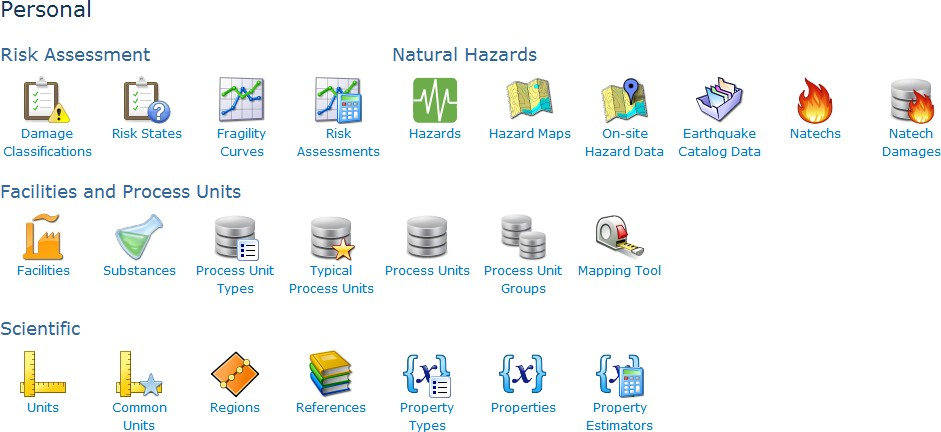 Personal
Risk Assessment
Natural Hazards
Damage
Classifications
Risk States
Fragility
Curves
Risk
Assessments
Hazards
Hazard Maps
On-site
Hazard Data
Earthquake
Catalog Data
Natechs
Natech
Damages
Facilities and Process Units
Facilities
Substances
Process Unit
Types
Typical
Process Units
Process Units
Process Unit
Groups
Mapping Tool
Scientific
Units
Common
Units
Regions
References
Property
Types
Properties
Property
Estimators